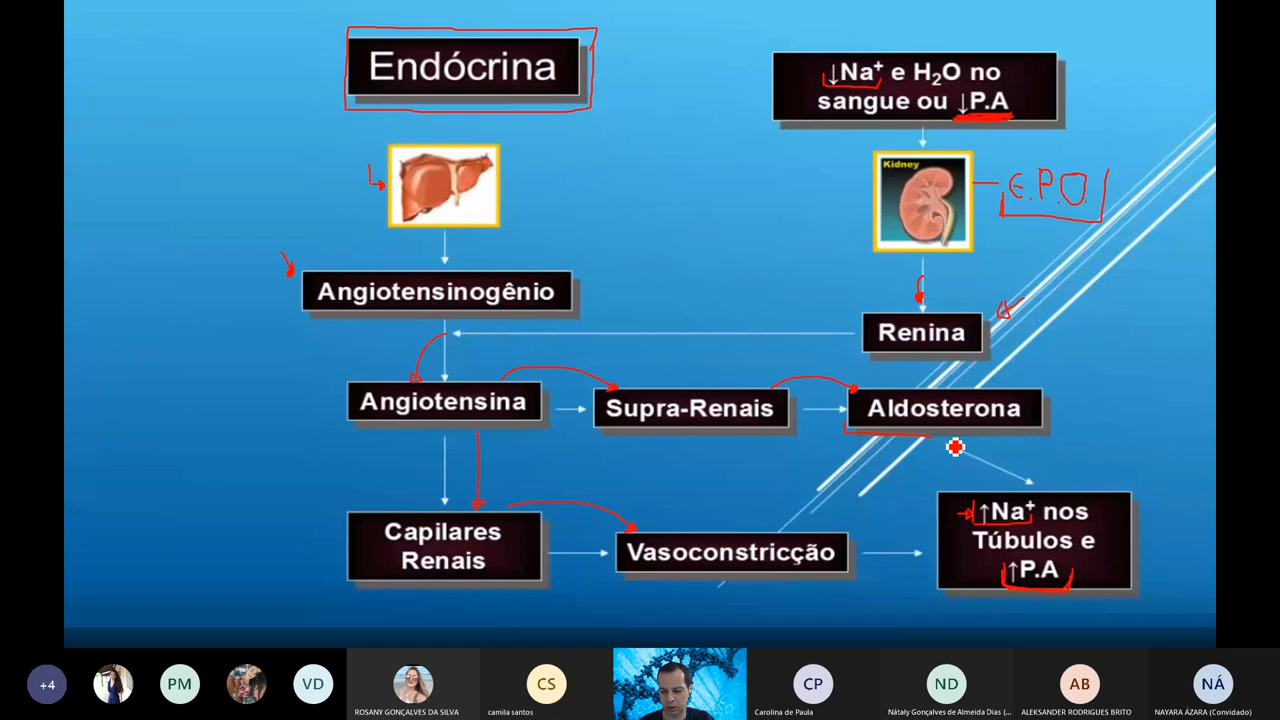 Endócrina
↓Na⁺ e H₂O no
sangue ou ↓P.A
Kidney
E.P.O.
Angiotensinogênio
Renina
Angiotensina
Supra-Renais
Aldosterona
Capilares
Renais
Vasoconstricção
↑Na⁺ nos
Túbulos e
↑P.A
+4
PM
VD
ROSANY GONÇALVES DA SILVA
CS
camila santos
CP
Carolina de Paula
ND
Nátaly Gonçalves de Almeida Dias (...
AB
ALEKSANDER RODRIGUES BRITO
NÁ
NAYARA ÁZARA (Convidado)